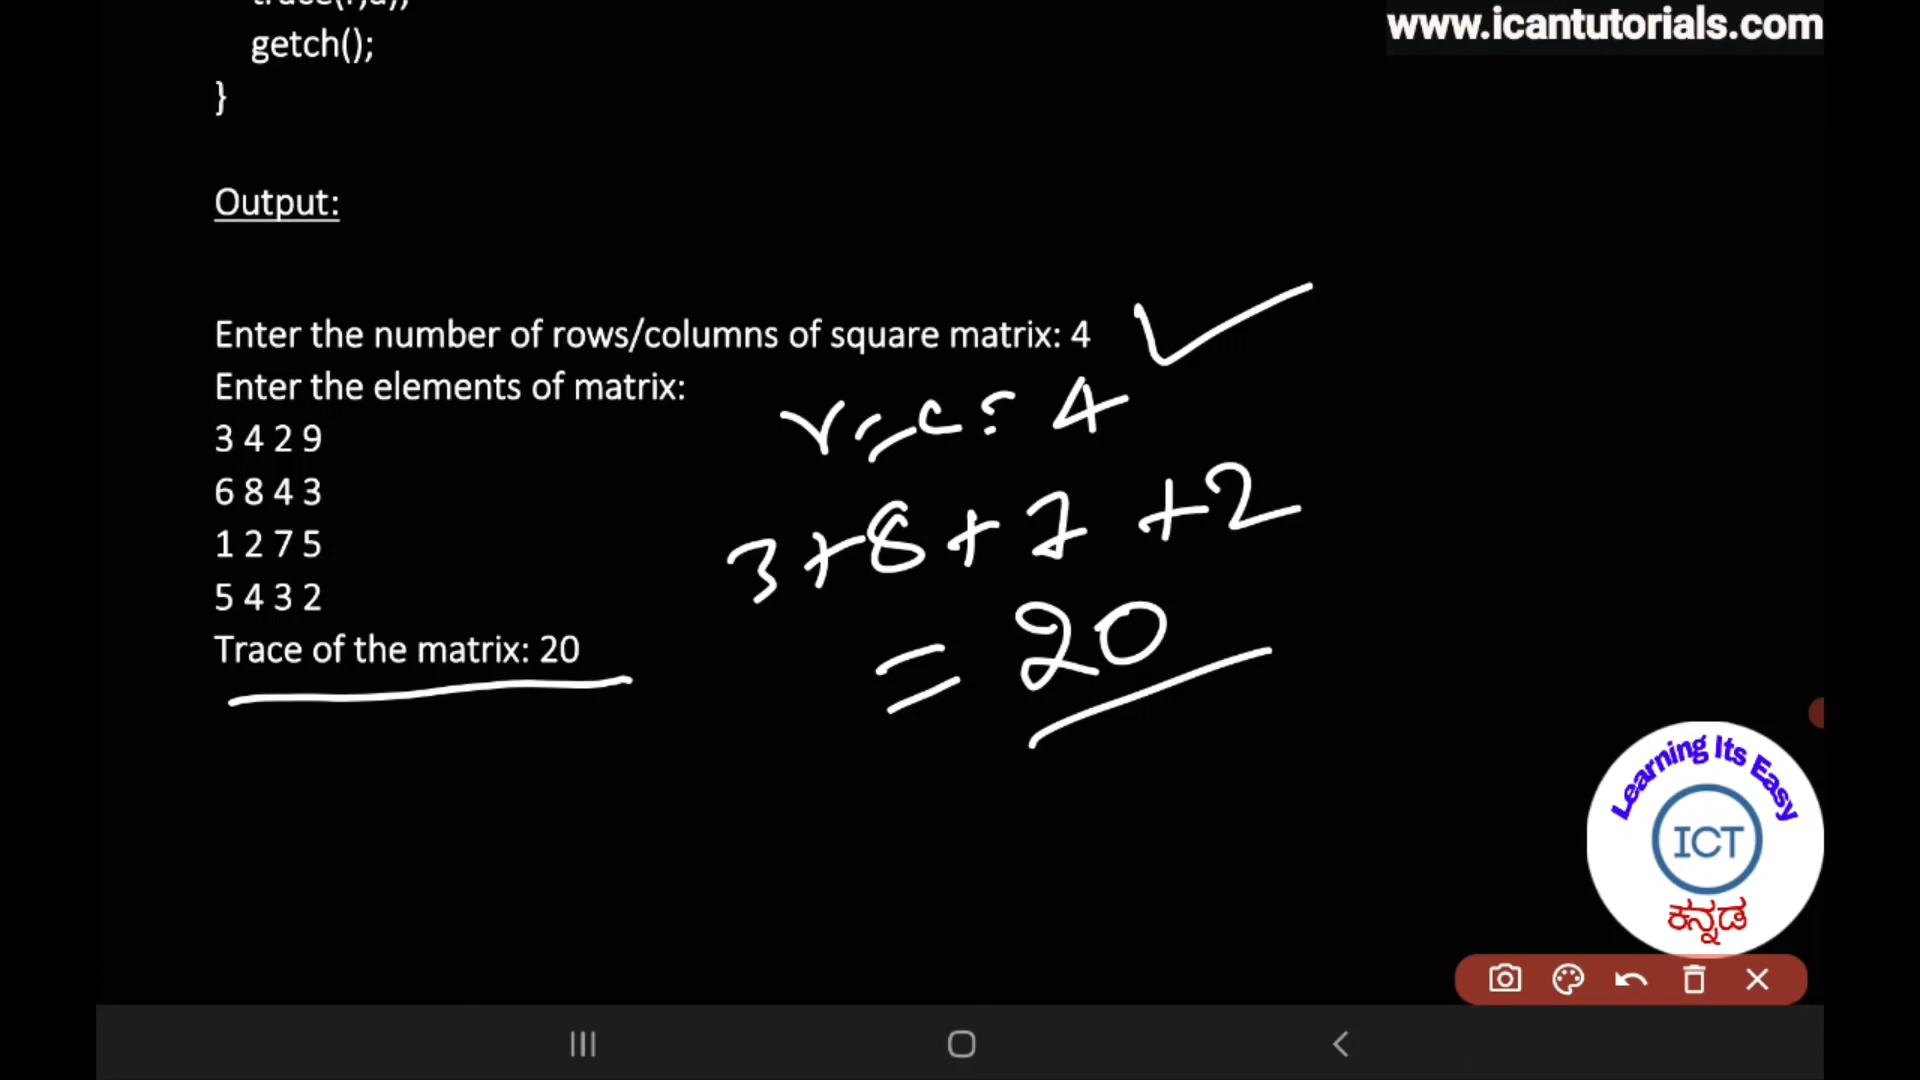 www.icantutorials.com
getch();
}
Output:
Enter the number of rows/columns of square matrix: 4
Enter the elements of matrix:
r=c= 4
3 4 2 9
6 8 4 3
3+8+7+2
1 2 7 5
5 4 3 2
Trace of the matrix: 20
= 20
Learning Its Easy
ICT
ಕನ್ನಡ